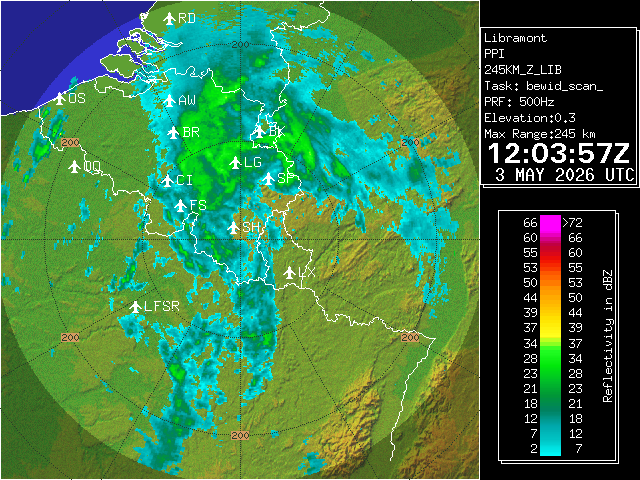 RD
200
OS
AW
BR
BK
200
200
QQ
LG
CI
SP
FS
SH
LX
LFSR
200
200
200
Libramont
PPI
245KM_Z_LIB
Task: bewid_scan_
PRF: 500Hz
Elevation:0.3
Max Range:245 km
12:03:57Z
3 MAY 2026 UTC
66 >72
60 66
55 60
53 55
50 53
44 50
39 44
37 39
34 37
28 34
23 28
21 23
18 21
12 18
7 12
2 7
Reflectivity in dBZ